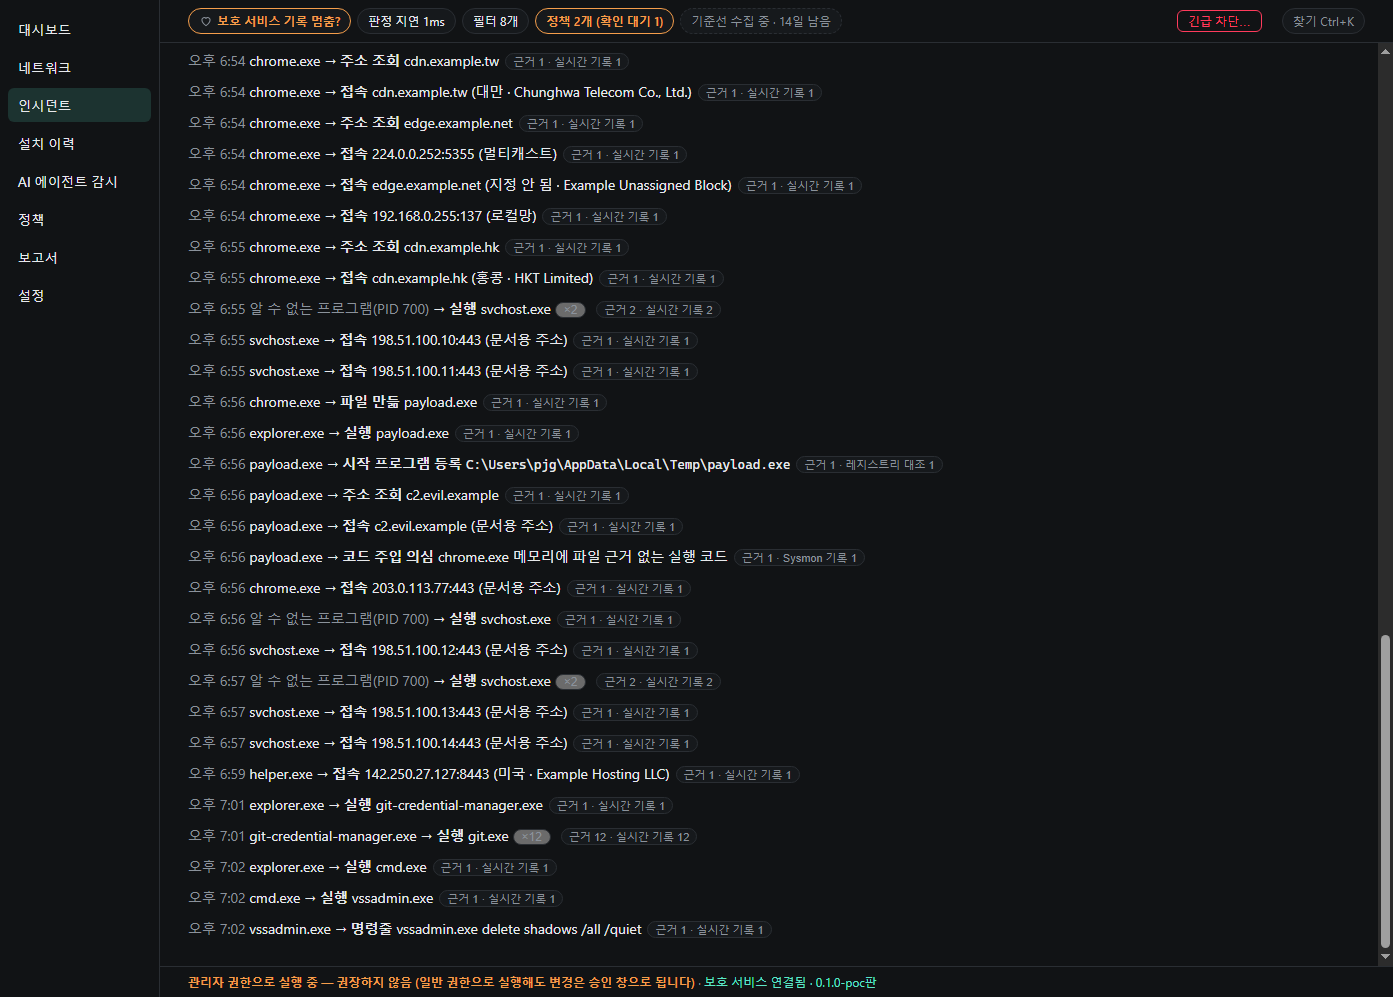 대시보드
네트워크
인시던트
설치 이력
AI 에이전트 감시
정책
보고서
설정
♡ 보호 서비스 기록 멈춤?
판정 지연 1ms
필터 8개
정책 2개 (확인 대기 1)
기준선 수집 중 · 14일 남음
긴급 차단...
찾기 Ctrl+K
오후 6:54 chrome.exe → 주소 조회 cdn.example.tw 근거 1 · 실시간 기록 1
오후 6:54 chrome.exe → 접속 cdn.example.tw (대만 · Chunghwa Telecom Co., Ltd.) 근거 1 · 실시간 기록 1
오후 6:54 chrome.exe → 주소 조회 edge.example.net 근거 1 · 실시간 기록 1
오후 6:54 chrome.exe → 접속 224.0.0.252:5355 (멀티캐스트) 근거 1 · 실시간 기록 1
오후 6:54 chrome.exe → 접속 edge.example.net (지정 안 됨 · Example Unassigned Block) 근거 1 · 실시간 기록 1
오후 6:54 chrome.exe → 접속 192.168.0.255:137 (로컬망) 근거 1 · 실시간 기록 1
오후 6:55 chrome.exe → 주소 조회 cdn.example.hk 근거 1 · 실시간 기록 1
오후 6:55 chrome.exe → 접속 cdn.example.hk (홍콩 · HKT Limited) 근거 1 · 실시간 기록 1
오후 6:55 알 수 없는 프로그램(PID 700) → 실행 svchost.exe ×2 근거 2 · 실시간 기록 2
오후 6:55 svchost.exe → 접속 198.51.100.10:443 (문서용 주소) 근거 1 · 실시간 기록 1
오후 6:55 svchost.exe → 접속 198.51.100.11:443 (문서용 주소) 근거 1 · 실시간 기록 1
오후 6:56 chrome.exe → 파일 만듦 payload.exe 근거 1 · 실시간 기록 1
오후 6:56 explorer.exe → 실행 payload.exe 근거 1 · 실시간 기록 1
오후 6:56 payload.exe → 시작 프로그램 등록 C:\Users\pjg\AppData\Local\Temp\payload.exe 근거 1 · 레지스트리 대조 1
오후 6:56 payload.exe → 주소 조회 c2.evil.example 근거 1 · 실시간 기록 1
오후 6:56 payload.exe → 접속 c2.evil.example (문서용 주소) 근거 1 · 실시간 기록 1
오후 6:56 payload.exe → 코드 주입 의심 chrome.exe 메모리에 파일 근거 없는 실행 코드 근거 1 · Sysmon 기록 1
오후 6:56 chrome.exe → 접속 203.0.113.77:443 (문서용 주소) 근거 1 · 실시간 기록 1
오후 6:56 알 수 없는 프로그램(PID 700) → 실행 svchost.exe 근거 1 · 실시간 기록 1
오후 6:56 svchost.exe → 접속 198.51.100.12:443 (문서용 주소) 근거 1 · 실시간 기록 1
오후 6:57 알 수 없는 프로그램(PID 700) → 실행 svchost.exe ×2 근거 2 · 실시간 기록 2
오후 6:57 svchost.exe → 접속 198.51.100.13:443 (문서용 주소) 근거 1 · 실시간 기록 1
오후 6:57 svchost.exe → 접속 198.51.100.14:443 (문서용 주소) 근거 1 · 실시간 기록 1
오후 6:59 helper.exe → 접속 142.250.27.127:8443 (미국 · Example Hosting LLC) 근거 1 · 실시간 기록 1
오후 7:01 explorer.exe → 실행 git-credential-manager.exe 근거 1 · 실시간 기록 1
오후 7:01 git-credential-manager.exe → 실행 git.exe ×12 근거 12 · 실시간 기록 12
오후 7:02 explorer.exe → 실행 cmd.exe 근거 1 · 실시간 기록 1
오후 7:02 cmd.exe → 실행 vssadmin.exe 근거 1 · 실시간 기록 1
오후 7:02 vssadmin.exe → 명령줄 vssadmin.exe delete shadows /all /quiet 근거 1 · 실시간 기록 1
관리자 권한으로 실행 중 — 권장하지 않음 (일반 권한으로 실행해도 변경은 승인 창으로 됩니다) · 보호 서비스 연결됨 · 0.1.0-poc판